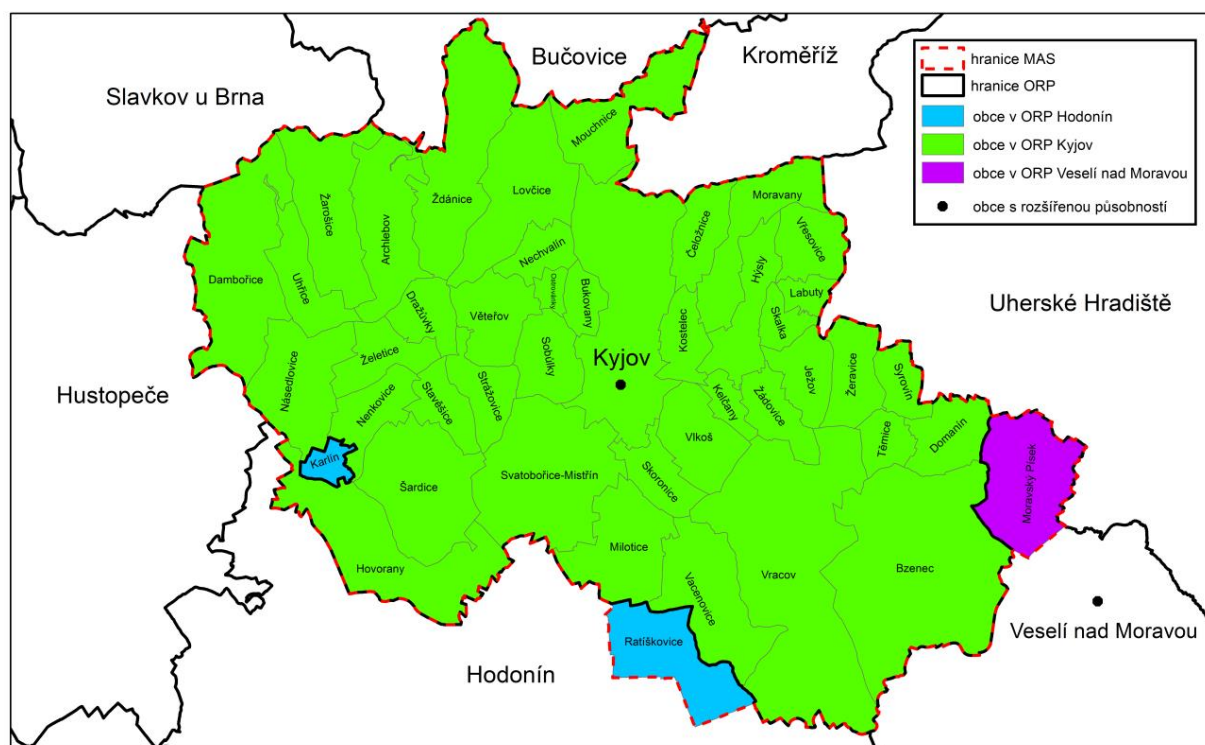 Bučovice
Kroměříž
Slavkov u Brna
hranice MAS
hranice ORP
obce v ORP Hodonín
obce v ORP Kyjov
obce v ORP Veselí nad Moravou
obce s rozšířenou působností
Mouchnice
Lovčice
Ždánice
Žarošice
Archlebov
Moravany
Čeložnice
Vřesovice
Hýsly
Nechvalín
Dambořice
Uhřice
Ostrovánky
Bukovany
Labuty
Uherské Hradiště
Dražůvky
Věteřov
Skalka
Kostelec
Sobůlky
Želetice
Kyjov
Ježov
Žeravice
Syrovín
Hustopeče
Násedlovice
Nenkovice
Stavěšice
Strážovice
Kelčany
Žádovice
Vlkoš
Těmice
Domanín
Karlín
Šardice
Svatobořice-Mistřín
Skoronice
Moravský Písek
Milotice
Hovorany
Vacenovice
Vracov
Bzenec
Ratíškovice
Veselí nad Moravou
Hodonín